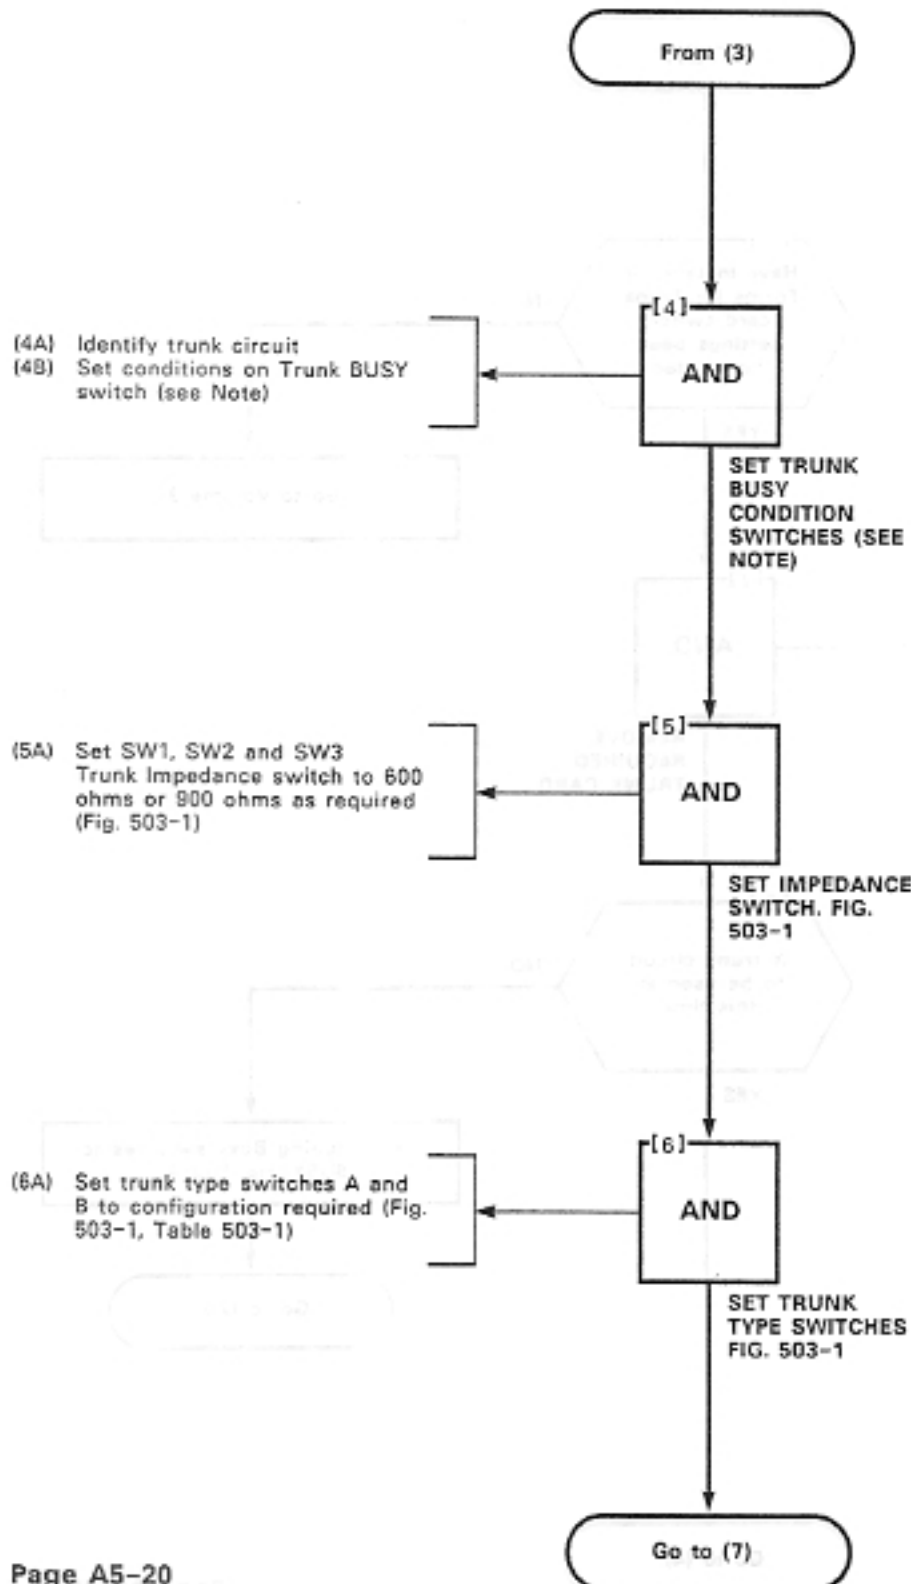 From (3)
[4]
AND
(4A) Identify trunk circuit
(4B) Set conditions on Trunk BUSY
switch (see Note)
SET TRUNK
BUSY
CONDITION
SWITCHES (SEE
NOTE)
[5]
AND
(5A) Set SW1, SW2 and SW3
Trunk Impedance switch to 600
ohms or 900 ohms as required
(Fig. 503-1)
SET IMPEDANCE
SWITCH. FIG.
503-1
[6]
AND
(6A) Set trunk type switches A and
B to configuration required (Fig.
503-1, Table 503-1)
SET TRUNK
TYPE SWITCHES
FIG. 503-1
Go to (7)
Page A5-20